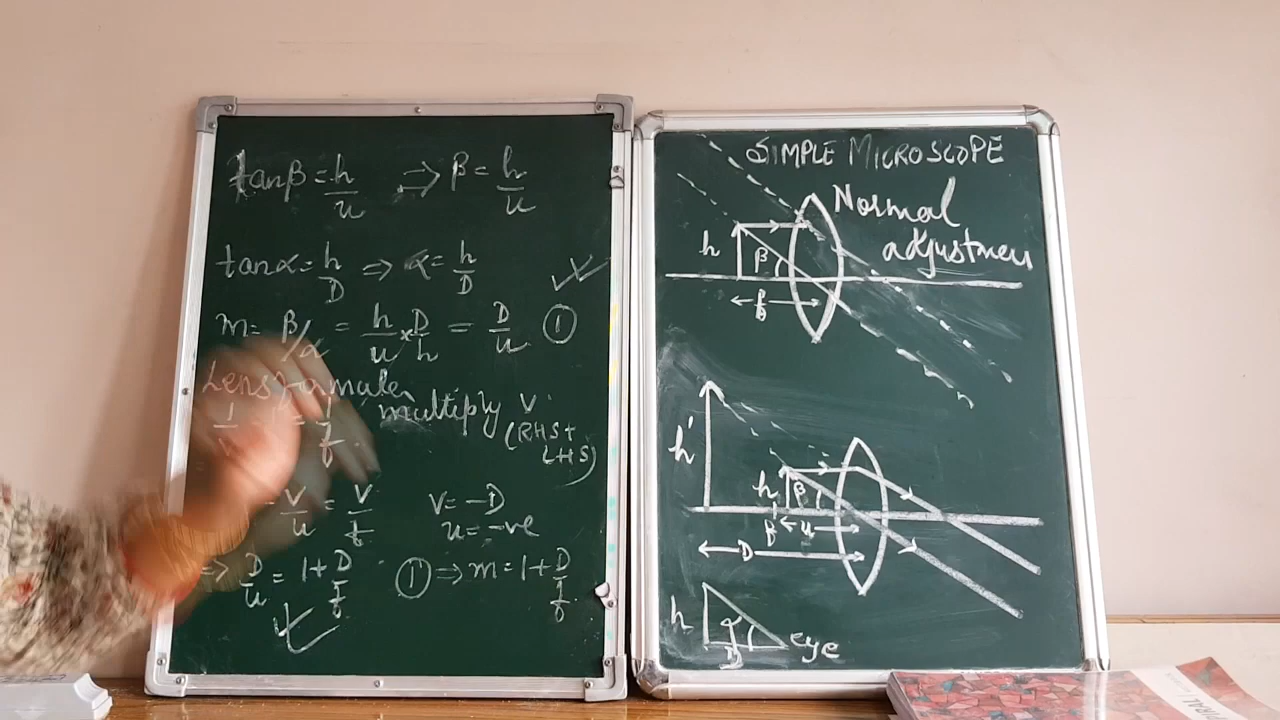 tanβ = h/u ⇒ β = h/u
tanα = h/D ⇒ α = h/D
m = β/α = h/u × D/h = D/u ①
Lens formula
multiply v
(RHS +
LHS)
v/u = v/f
v = -D
u = -ve
⇒ D/u = 1 + D/f
① ⇒ m = 1 + D/f
SIMPLE MICROSCOPE
Normal
adjustmen
h
β
h'
h
β
β
u
D
h
α
D
eye